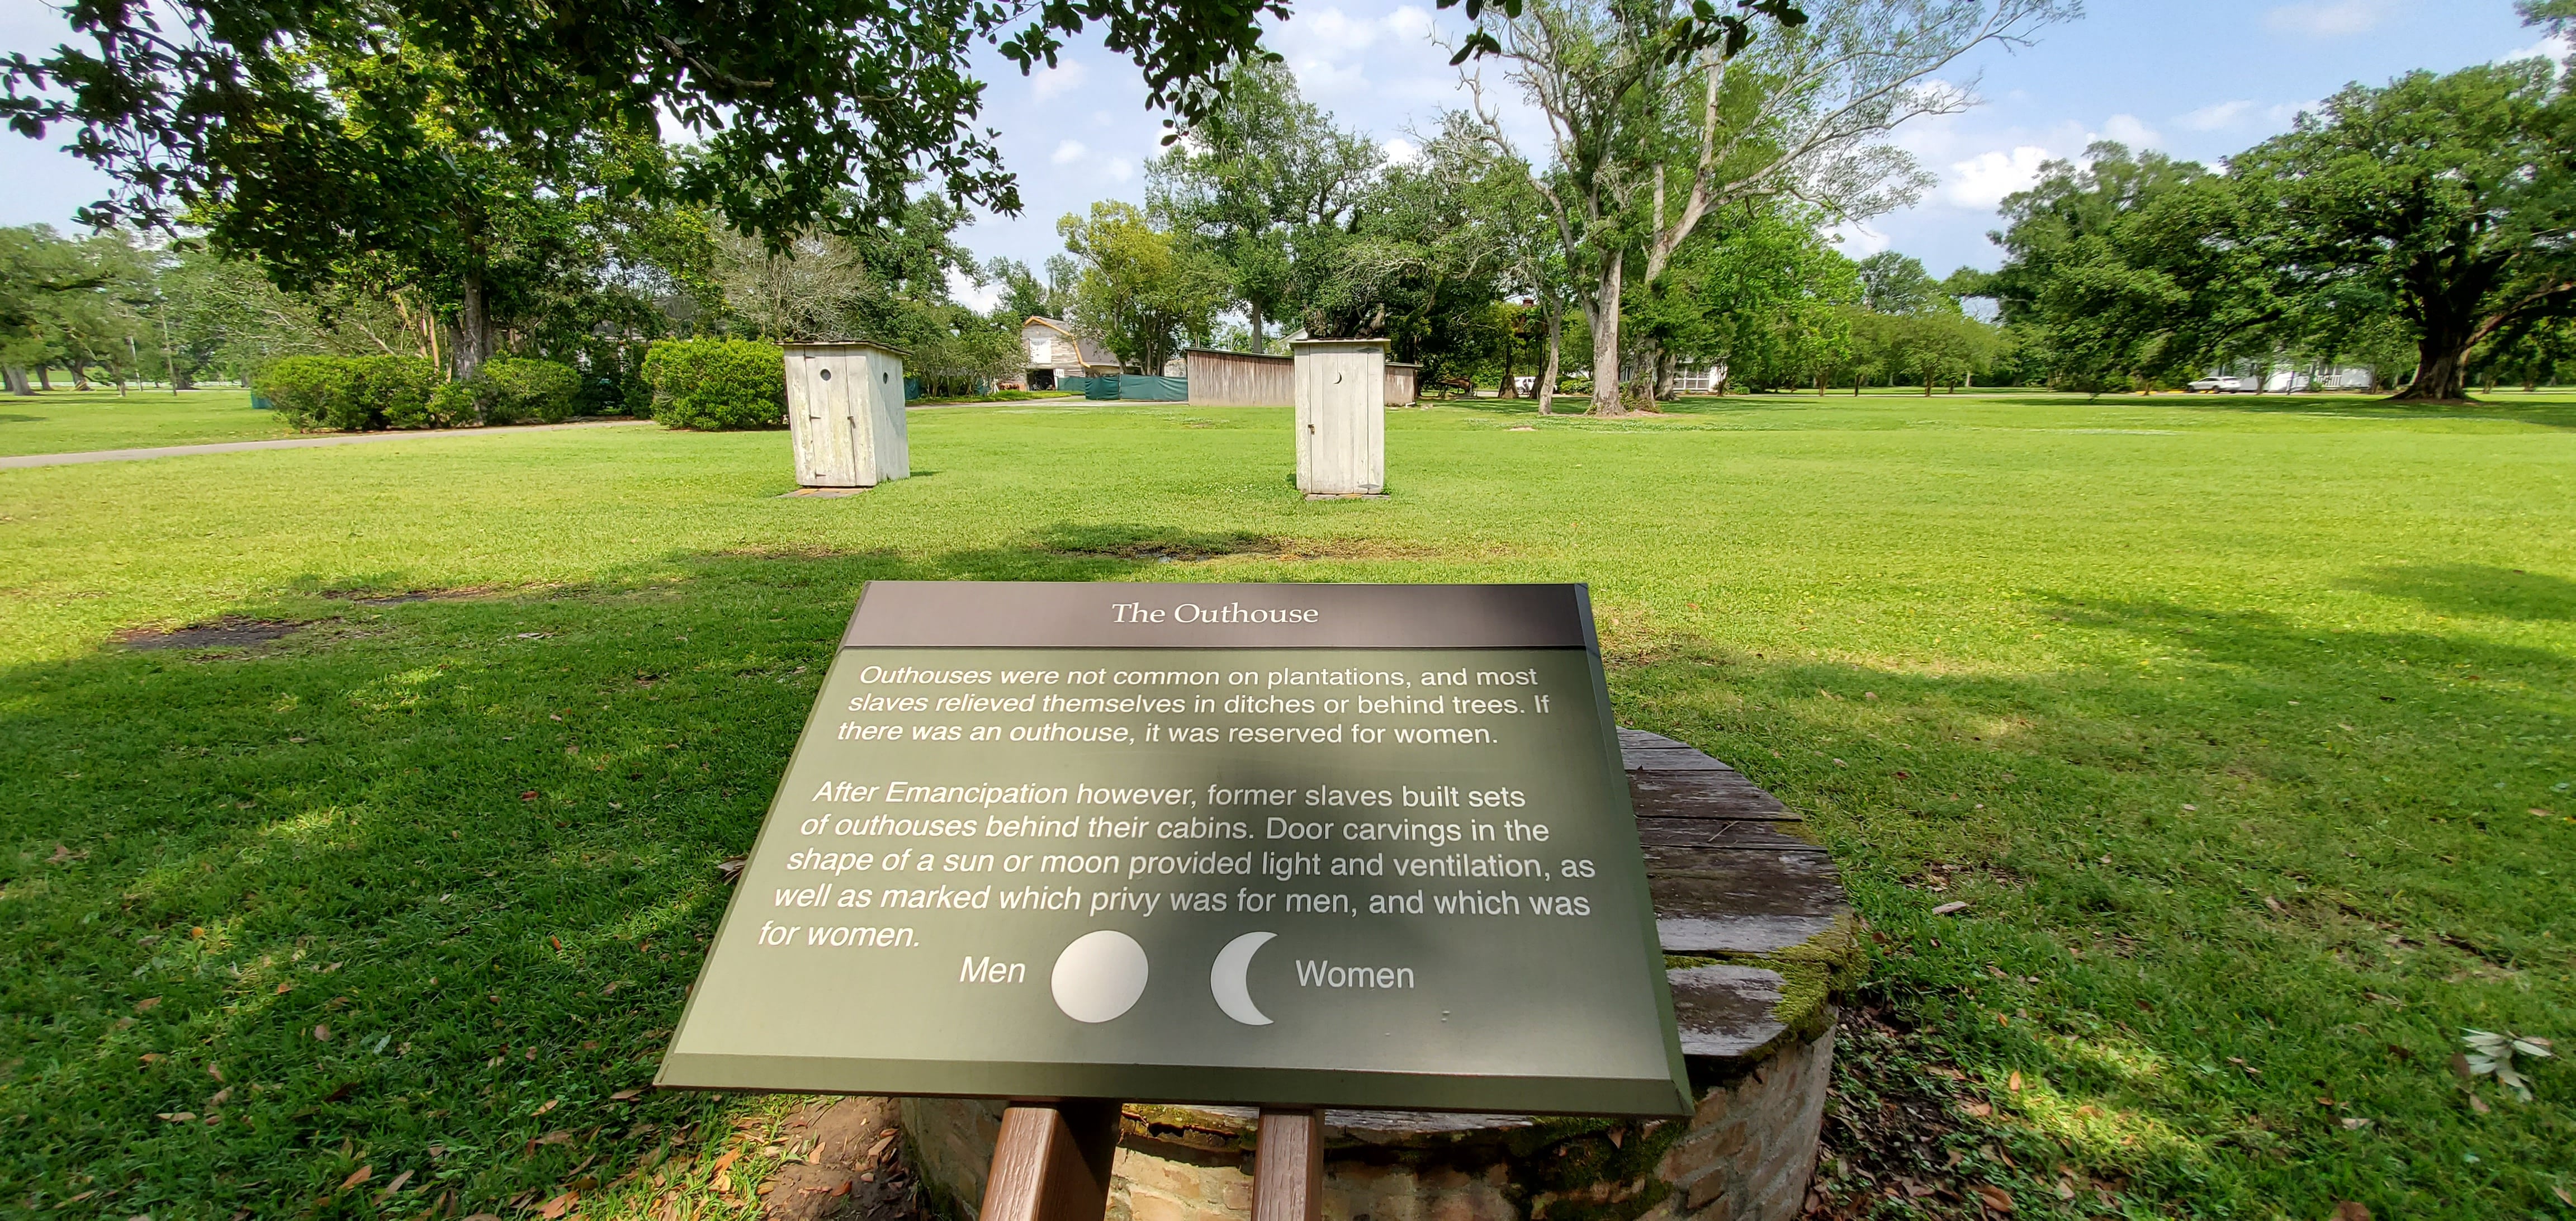 The Outhouse
Outhouses were not common on plantations, and most
slaves relieved themselves in ditches or behind trees. If
there was an outhouse, it was reserved for women.
After Emancipation however, former slaves built sets
of outhouses behind their cabins. Door carvings in the
shape of a sun or moon provided light and ventilation, as
well as marked which privy was for men, and which was
for women.
Men Women